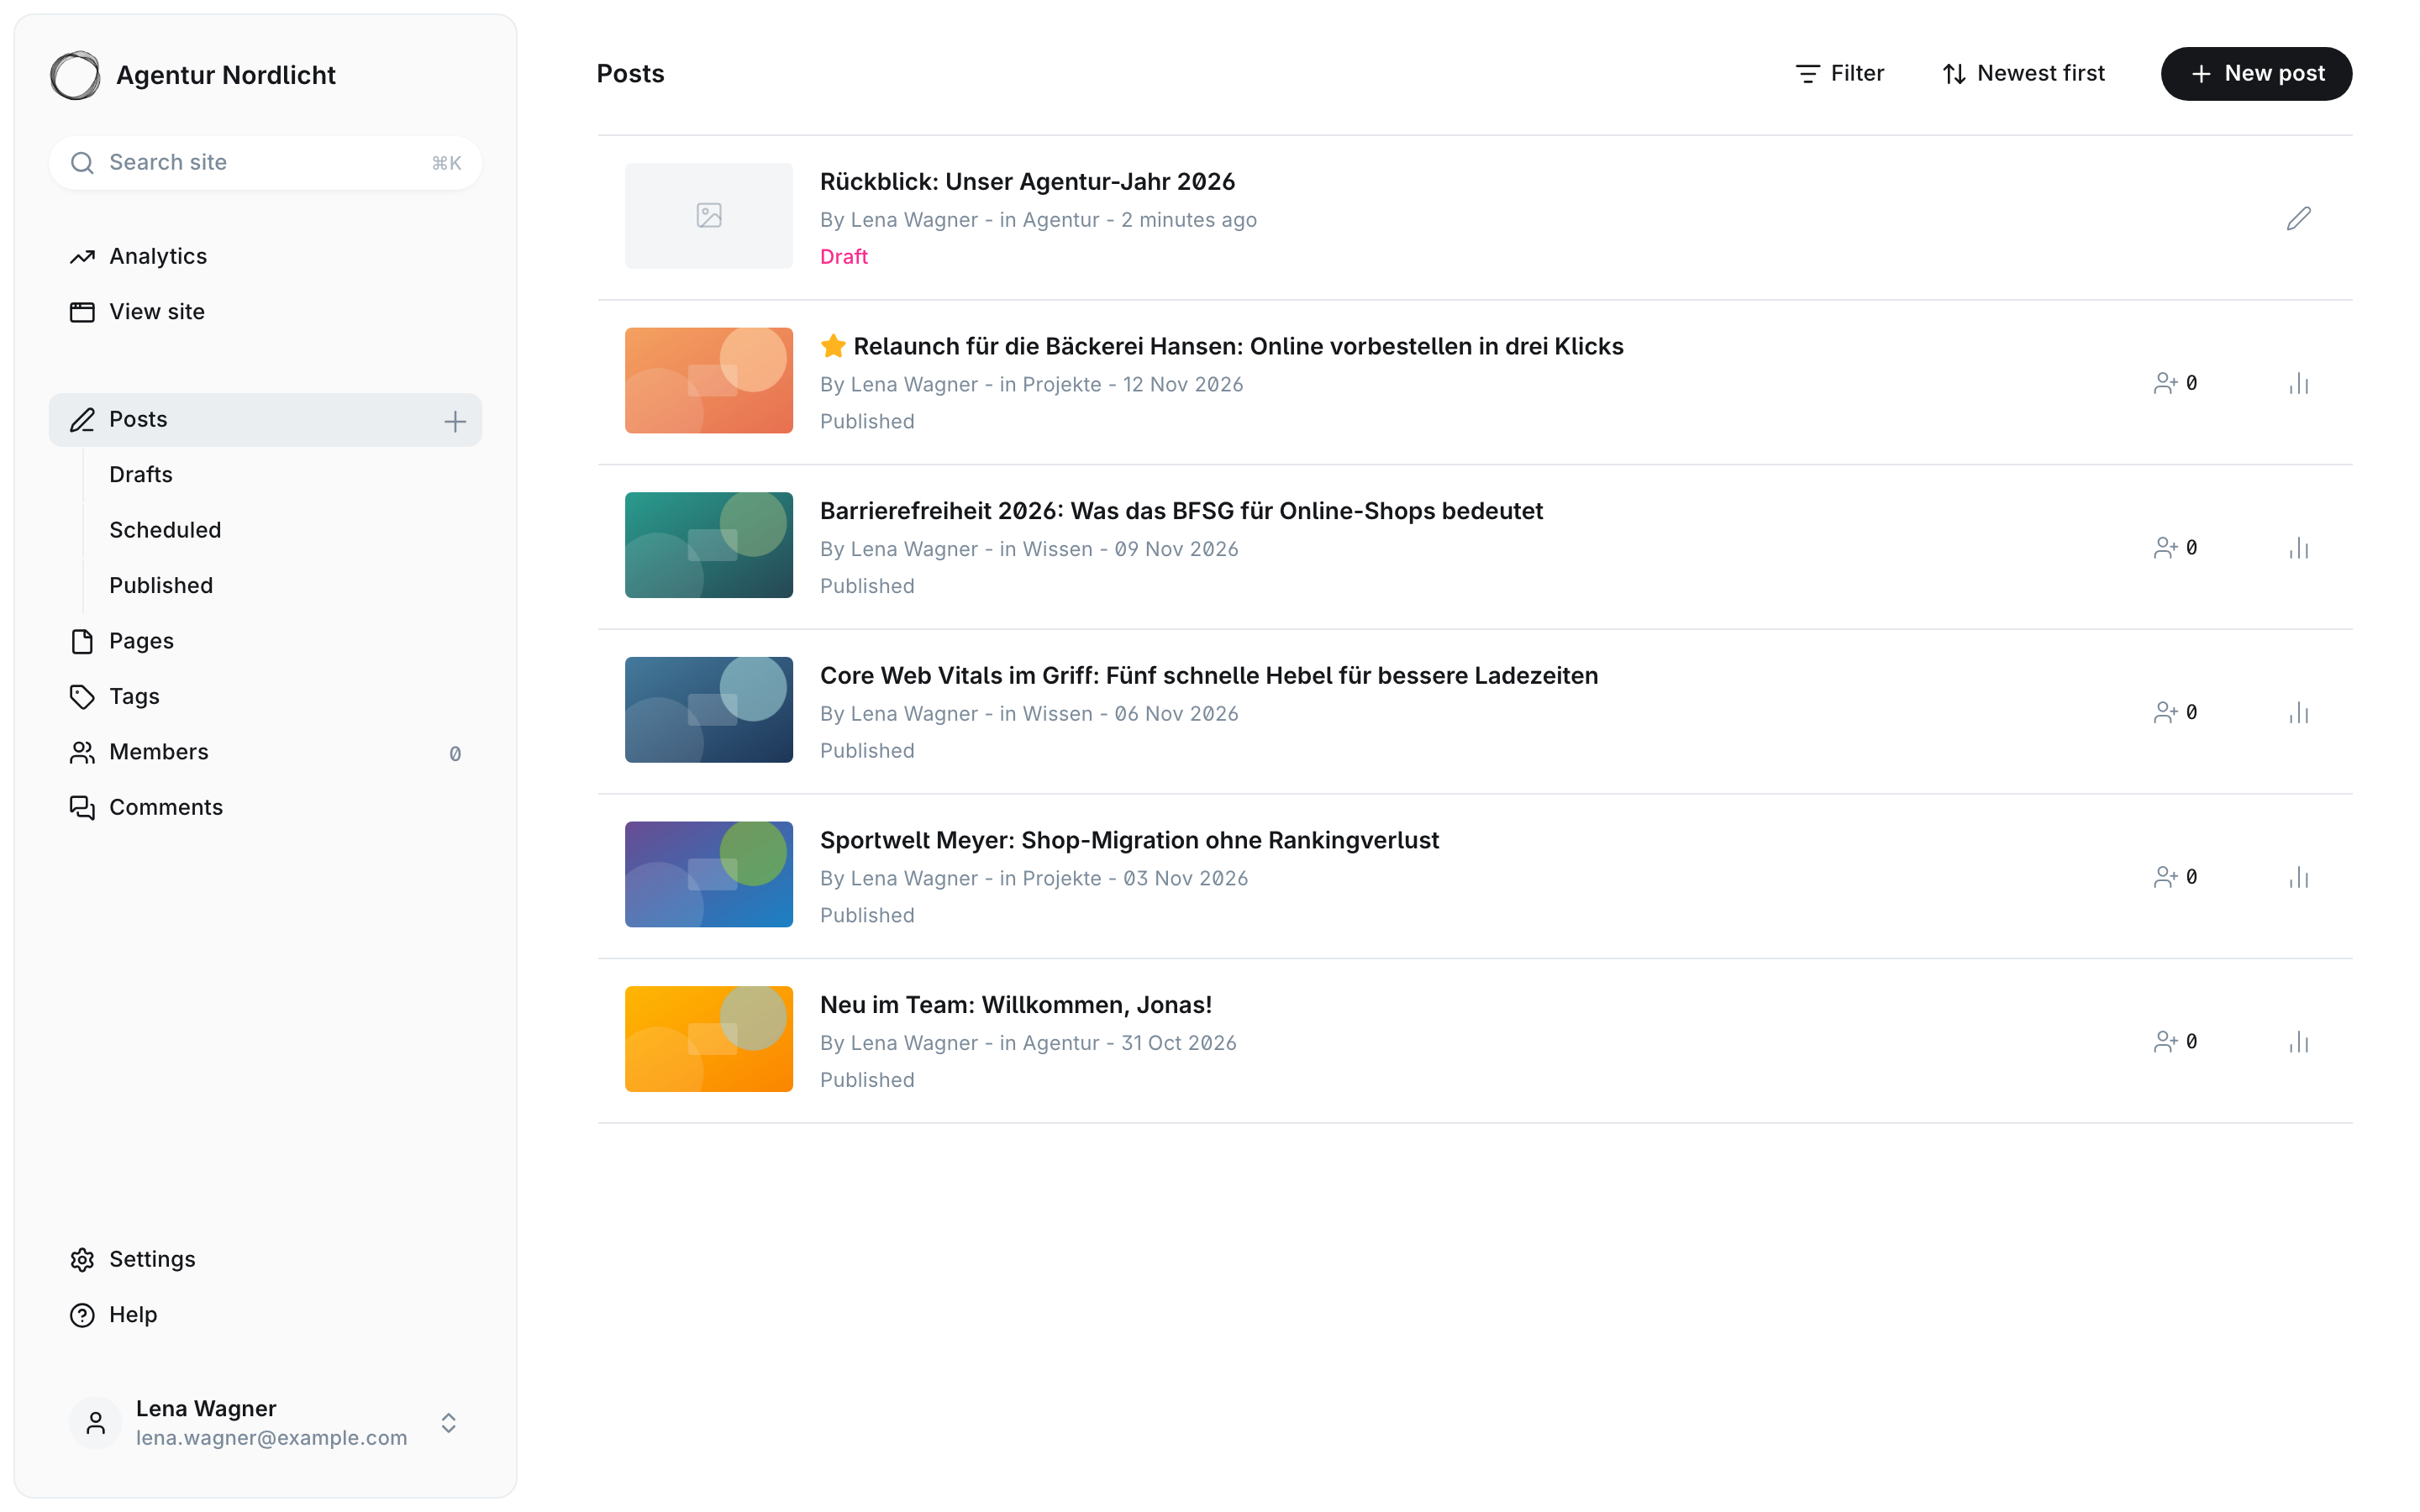 Agentur Nordlicht
Search site ⌘K
Analytics
View site
Posts
Drafts
Scheduled
Published
Pages
Tags
Members 0
Comments
Settings
Help
Lena Wagner
lena.wagner@example.com
Posts
Filter
Newest first
New post
Rückblick: Unser Agentur-Jahr 2026
By Lena Wagner - in Agentur - 2 minutes ago
Draft
Relaunch für die Bäckerei Hansen: Online vorbestellen in drei Klicks
By Lena Wagner - in Projekte - 12 Nov 2026
Published
0
Barrierefreiheit 2026: Was das BFSG für Online-Shops bedeutet
By Lena Wagner - in Wissen - 09 Nov 2026
Published
0
Core Web Vitals im Griff: Fünf schnelle Hebel für bessere Ladezeiten
By Lena Wagner - in Wissen - 06 Nov 2026
Published
0
Sportwelt Meyer: Shop-Migration ohne Rankingverlust
By Lena Wagner - in Projekte - 03 Nov 2026
Published
0
Neu im Team: Willkommen, Jonas!
By Lena Wagner - in Agentur - 31 Oct 2026
Published
0